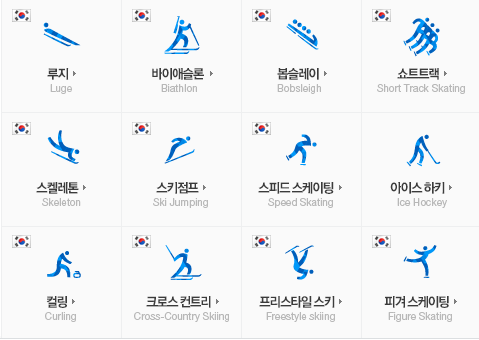 루지
Luge
바이애슬론
Biathlon
봅슬레이
Bobsleigh
쇼트트랙
Short Track Skating
스켈레톤
Skeleton
스키점프
Ski Jumping
스피드 스케이팅
Speed Skating
아이스 하키
Ice Hockey
컬링
Curling
크로스 컨트리
Cross-Country Skiing
프리스타일 스키
Freestyle skiing
피겨 스케이팅
Figure Skating